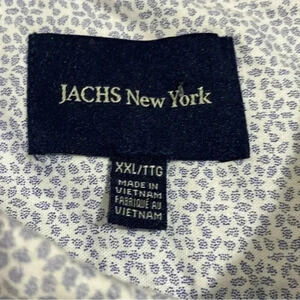 JACHS New York
XXL/TTG
MADE IN
VIETNAM
FABRIQUÉ AU
VIETNAM